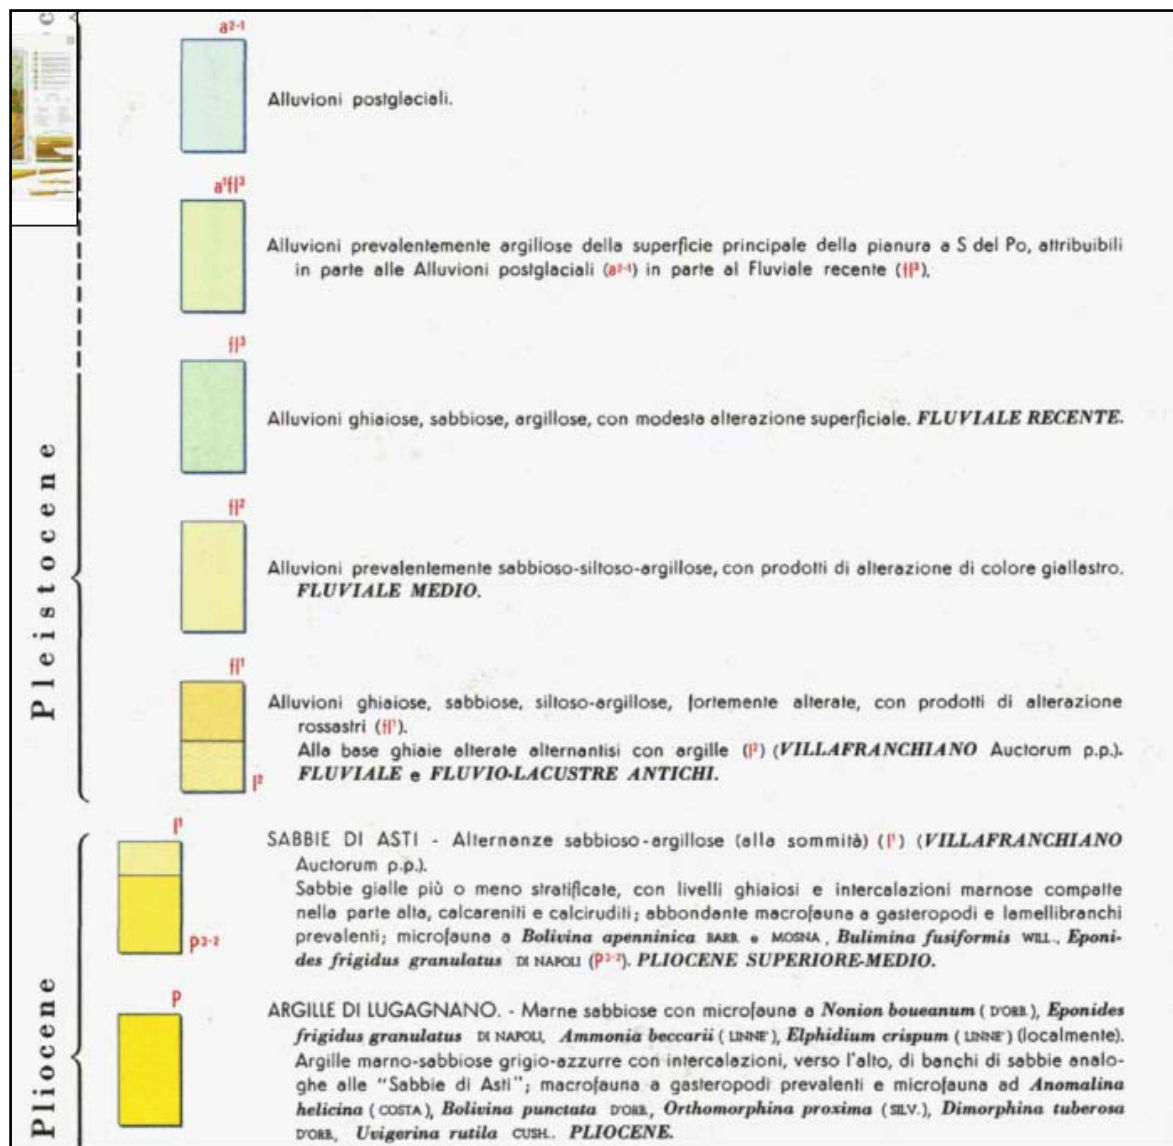 a²⁻¹
Alluvioni postglaciali.
a¹fl³
Alluvioni prevalentemente argillose della superficie principale della pianura a S del Po, attribuibili
in parte alle Alluvioni postglaciali (a²⁻¹) in parte al Fluviale recente (fl³).
fl³
Alluvioni ghiaiose, sabbiose, argillose, con modesta alterazione superficiale. FLUVIALE RECENTE.
fl²
Alluvioni prevalentemente sabbioso-siltoso-argillose, con prodotti di alterazione di colore giallastro.
FLUVIALE MEDIO.
Pleistocene
fl¹
Alluvioni ghiaiose, sabbiose, siltoso-argillose, fortemente alterate, con prodotti di alterazione
rossastri (fl¹).
Alla base ghiaie alterate alternantisi con argille (l²) (VILLAFRANCHIANO Auctorum p.p.).
FLUVIALE e FLUVIO-LACUSTRE ANTICHI.
l²
l¹
SABBIE DI ASTI - Alternanze sabbioso-argillose (alla sommità) (l¹) (VILLAFRANCHIANO
Auctorum p.p.).
Sabbie gialle più o meno stratificate, con livelli ghiaiosi e intercalazioni marnose compatte
nella parte alta, calcareniti e calciruditi; abbondante macrofauna a gasteropodi e lamellibranchi
prevalenti; microfauna a Bolivina apenninica BARB. e MOSNA, Bulimina fusiformis WILL., Eponi-
des frigidus granulatus DI NAPOLI (P³⁻²). PLIOCENE SUPERIORE-MEDIO.
P³⁻²
Pliocene
P
ARGILLE DI LUGAGNANO. - Marne sabbiose con microfauna a Nonion boueanum (D'ORB.), Eponides
frigidus granulatus DI NAPOLI, Ammonia beccarii (LINNE'), Elphidium crispum (LINNE') (localmente).
Argille marno-sabbiose grigio-azzurre con intercalazioni, verso l'alto, di banchi di sabbie analo-
ghe alle "Sabbie di Asti"; macrofauna a gasteropodi prevalenti e microfauna ad Anomalina
helicina (COSTA), Bolivina punctata D'ORB., Orthomorphina proxima (SILV.), Dimorphina tuberosa
D'ORB., Uvigerina rutila CUSH.. PLIOCENE.